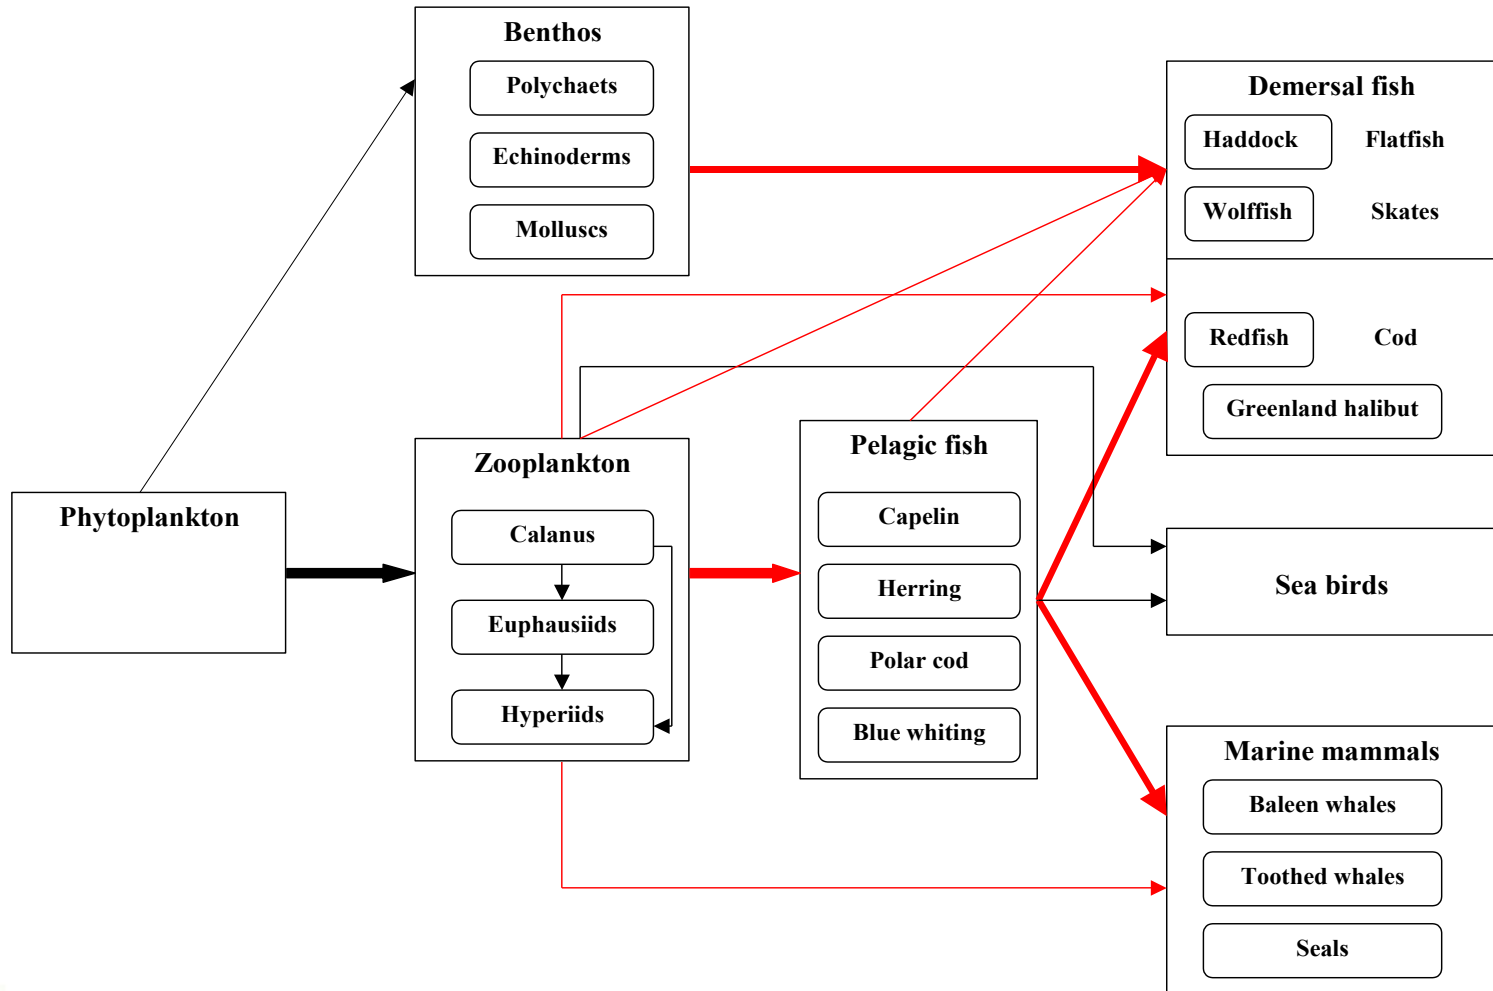 Benthos
Polychaets
Echinoderms
Molluscs
Demersal fish
Haddock Flatfish
Wolffish Skates
Redfish Cod
Greenland halibut
Phytoplankton
Zooplankton
Calanus
Euphausiids
Hyperiids
Pelagic fish
Capelin
Herring
Polar cod
Blue whiting
Sea birds
Marine mammals
Baleen whales
Toothed whales
Seals